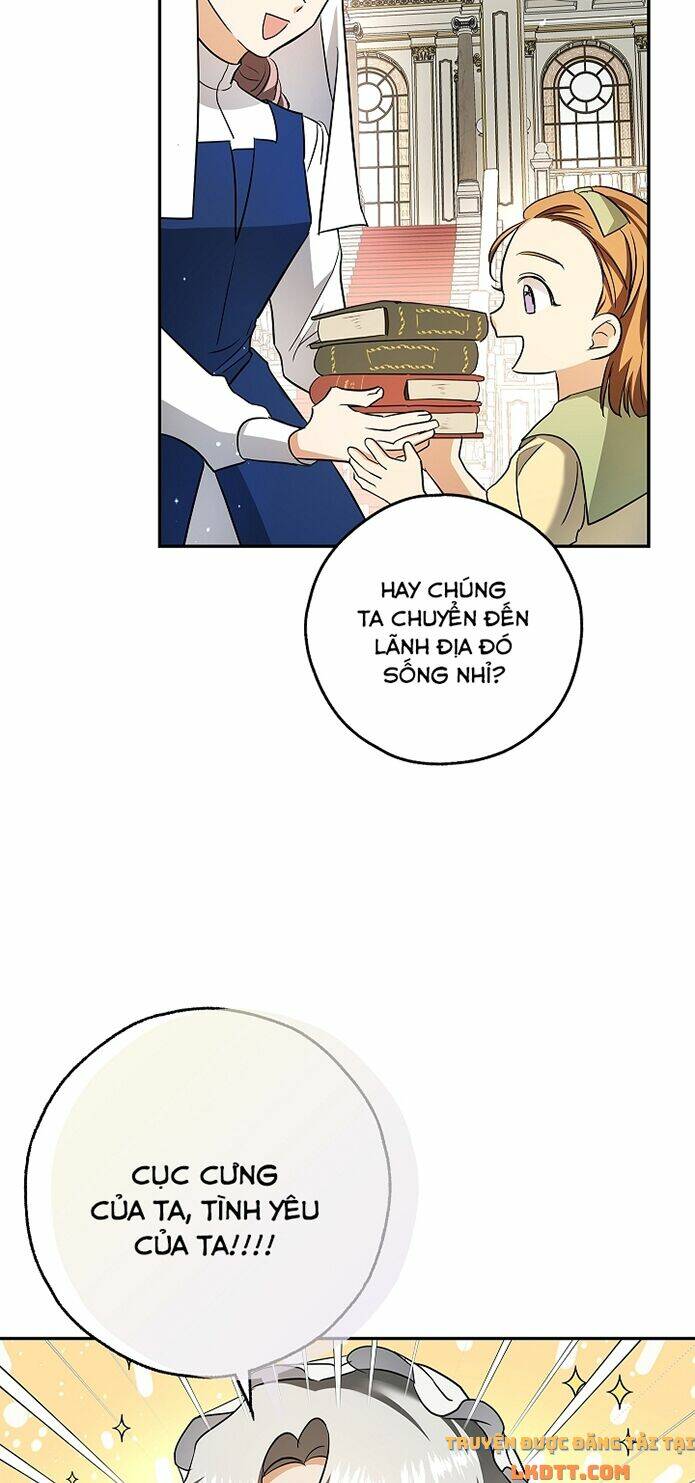 HAY CHÚNG
TA CHUYỂN ĐẾN
LÃNH ĐỊA ĐÓ
SỐNG NHỈ?
CỤC CƯNG
CỦA TA, TÌNH YÊU
CỦA TA!!!!
TRUYỆN ĐƯỢC ĐĂNG TẢI TẠI
LKDTT.COM